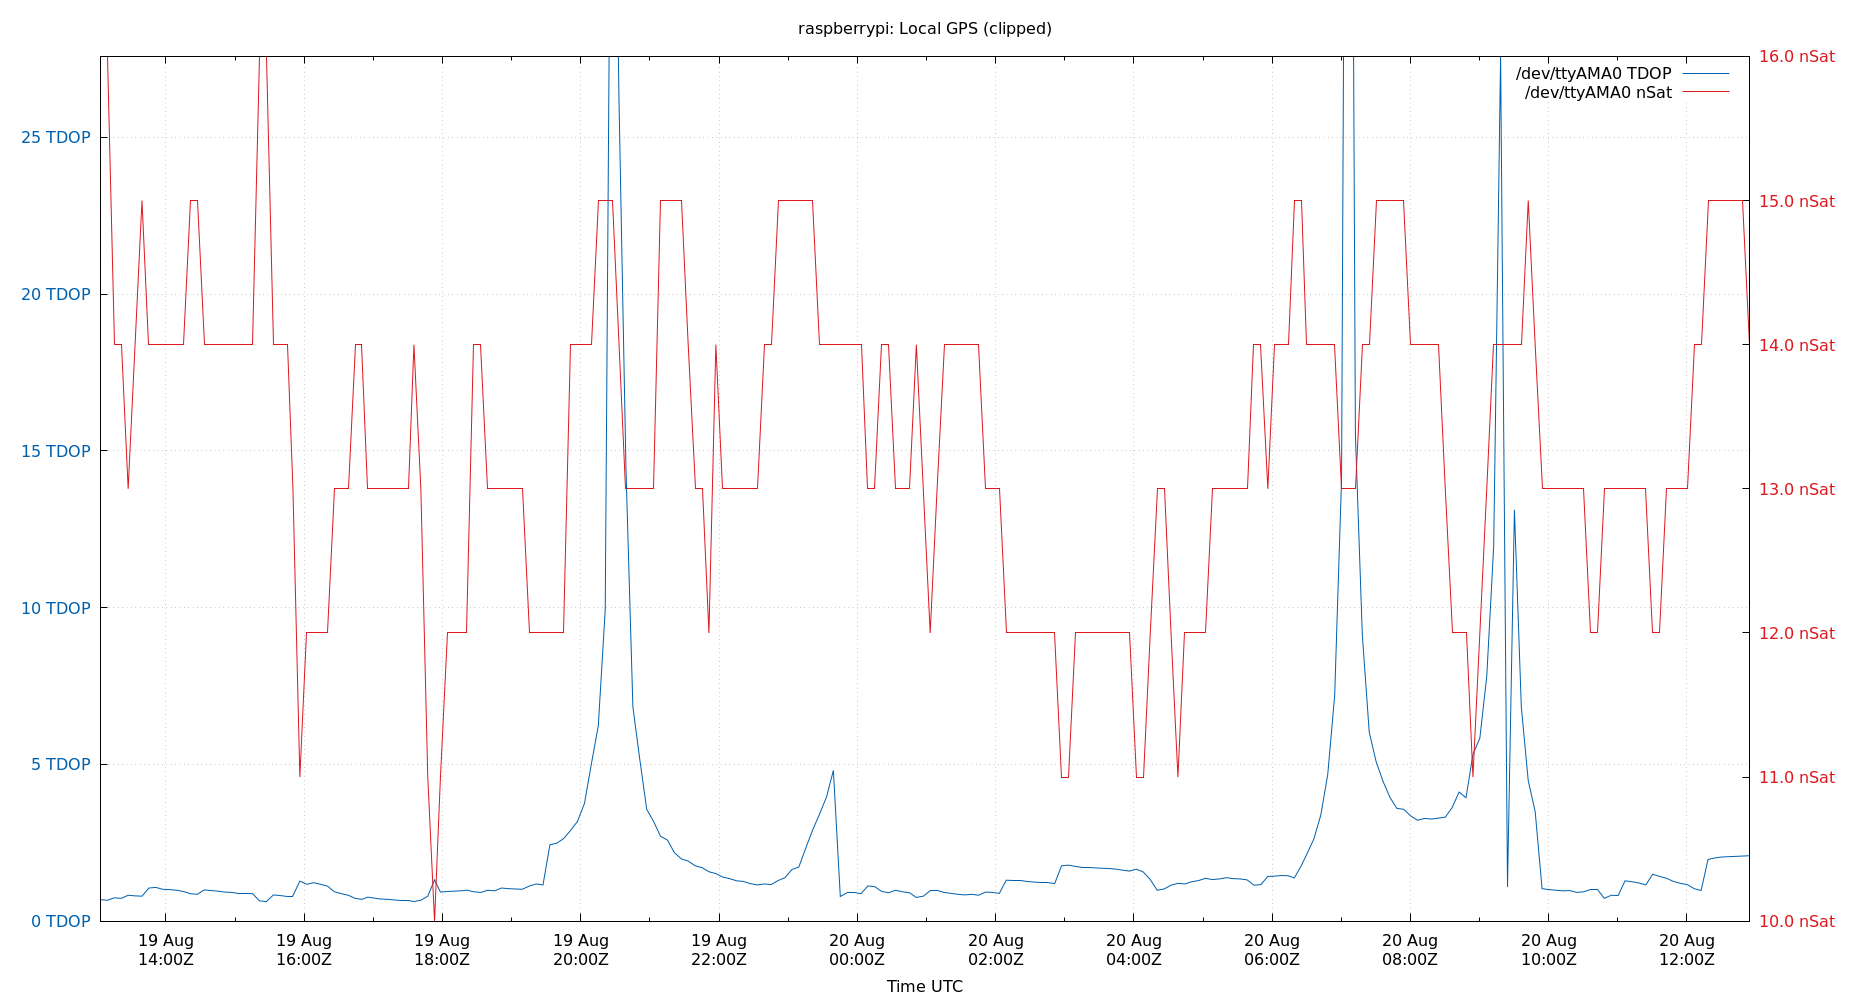 raspberrypi: Local GPS (clipped)
16.0 nSat
/dev/ttyAMA0 TDOP
/dev/ttyAMA0 nSat
25 TDOP
15.0 nSat
20 TDOP
14.0 nSat
15 TDOP
13.0 nSat
10 TDOP
12.0 nSat
5 TDOP
11.0 nSat
0 TDOP
10.0 nSat
19 Aug 19 Aug 19 Aug 19 Aug 19 Aug 20 Aug 20 Aug 20 Aug 20 Aug 20 Aug 20 Aug 20 Aug
14:00Z 16:00Z 18:00Z 20:00Z 22:00Z 00:00Z 02:00Z 04:00Z 06:00Z 08:00Z 10:00Z 12:00Z
Time UTC